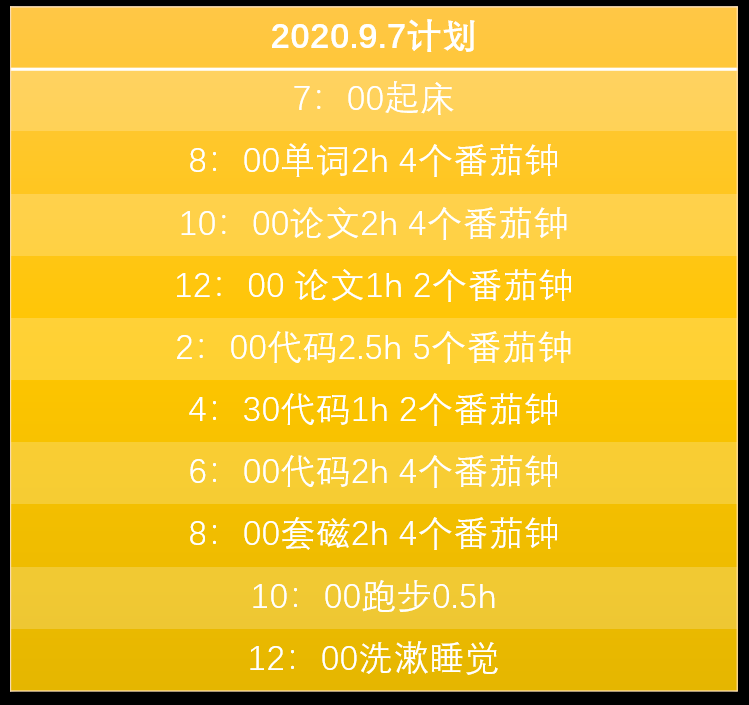 2020.9.7计划
7：00起床
8：00单词2h 4个番茄钟
10：00论文2h 4个番茄钟
12：00 论文1h 2个番茄钟
2：00代码2.5h 5个番茄钟
4：30代码1h 2个番茄钟
6：00代码2h 4个番茄钟
8：00套磁2h 4个番茄钟
10：00跑步0.5h
12：00洗漱睡觉